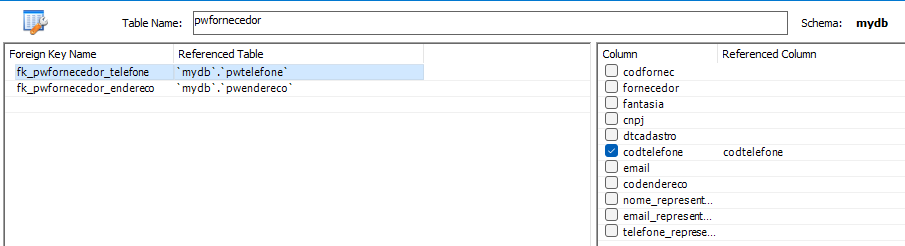 Table Name: pwfornecedor Schema: mydb
Foreign Key Name Referenced Table
fk_pwfornecedor_telefone `mydb`.`pwtelefone`
fk_pwfornecedor_endereco `mydb`.`pwendereco`
Column Referenced Column
codfornec
fornecedor
fantasia
cnpj
dtcadastro
codtelefone codtelefone
email
codendereco
nome_represent...
email_represent...
telefone_represe...